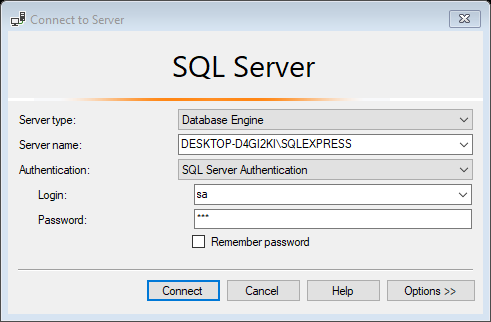 Connect to Server
SQL Server
Server type: Database Engine
Server name: DESKTOP-D4GI2KI\SQLEXPRESS
Authentication: SQL Server Authentication
Login: sa
Password: ***
Remember password
Connect Cancel Help Options >>